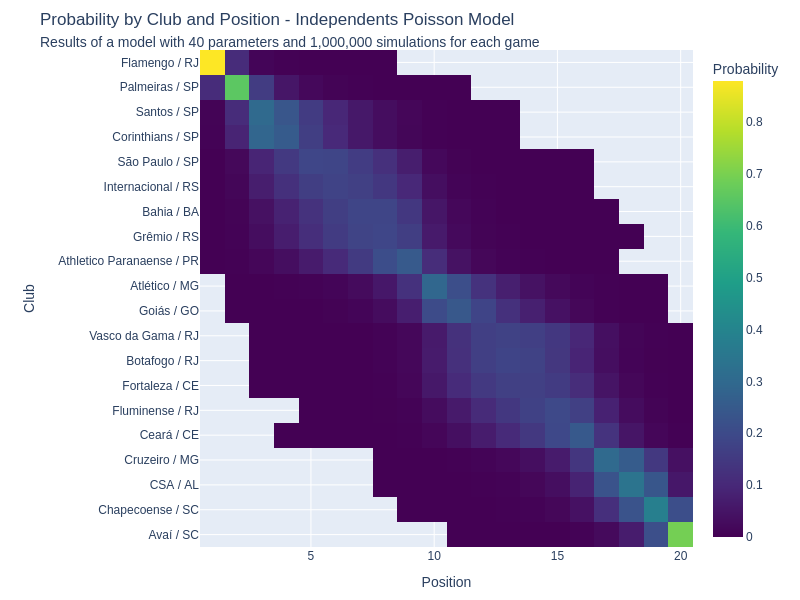 Probability by Club and Position - Independents Poisson Model
Results of a model with 40 parameters and 1,000,000 simulations for each game
Probability
Flamengo / RJ
Palmeiras / SP
Santos / SP
Corinthians / SP
São Paulo / SP
Internacional / RS
Bahia / BA
Grêmio / RS
Athletico Paranaense / PR
Atlético / MG
Goiás / GO
Vasco da Gama / RJ
Botafogo / RJ
Fortaleza / CE
Fluminense / RJ
Ceará / CE
Cruzeiro / MG
CSA / AL
Chapecoense / SC
Avaí / SC
Club
5
10
15
20
Position
0.8
0.7
0.6
0.5
0.4
0.3
0.2
0.1
0